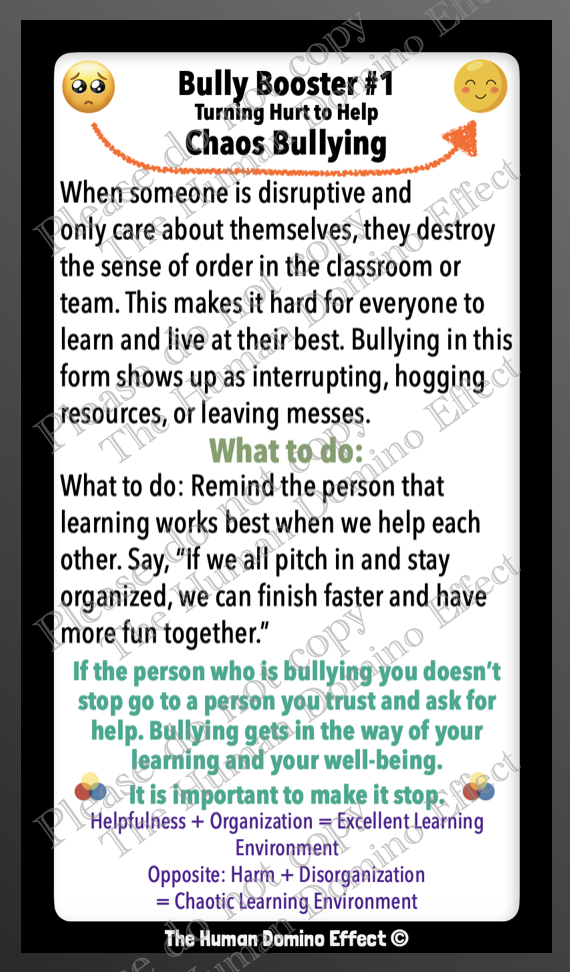 Bully Booster #1
Turning Hurt to Help
Chaos Bullying
When someone is disruptive and
only care about themselves, they destroy
the sense of order in the classroom or
team. This makes it hard for everyone to
learn and live at their best. Bullying in this
form shows up as interrupting, hogging
resources, or leaving messes.
What to do:
What to do: Remind the person that
learning works best when we help each
other. Say, “If we all pitch in and stay
organized, we can finish faster and have
more fun together.”
If the person who is bullying you doesn’t
stop go to a person you trust and ask for
help. Bullying gets in the way of your
learning and your well-being.
It is important to make it stop.
Helpfulness + Organization = Excellent Learning
Environment
Opposite: Harm + Disorganization
= Chaotic Learning Environment
The Human Domino Effect ©
Please do not copy
The Human Domino Effect
Please do not copy
The Human Domino Effect
Please do not copy
The Human Domino Effect
Please do not copy
The Human Domino Effect
Please do not copy
The Human Domino Effect